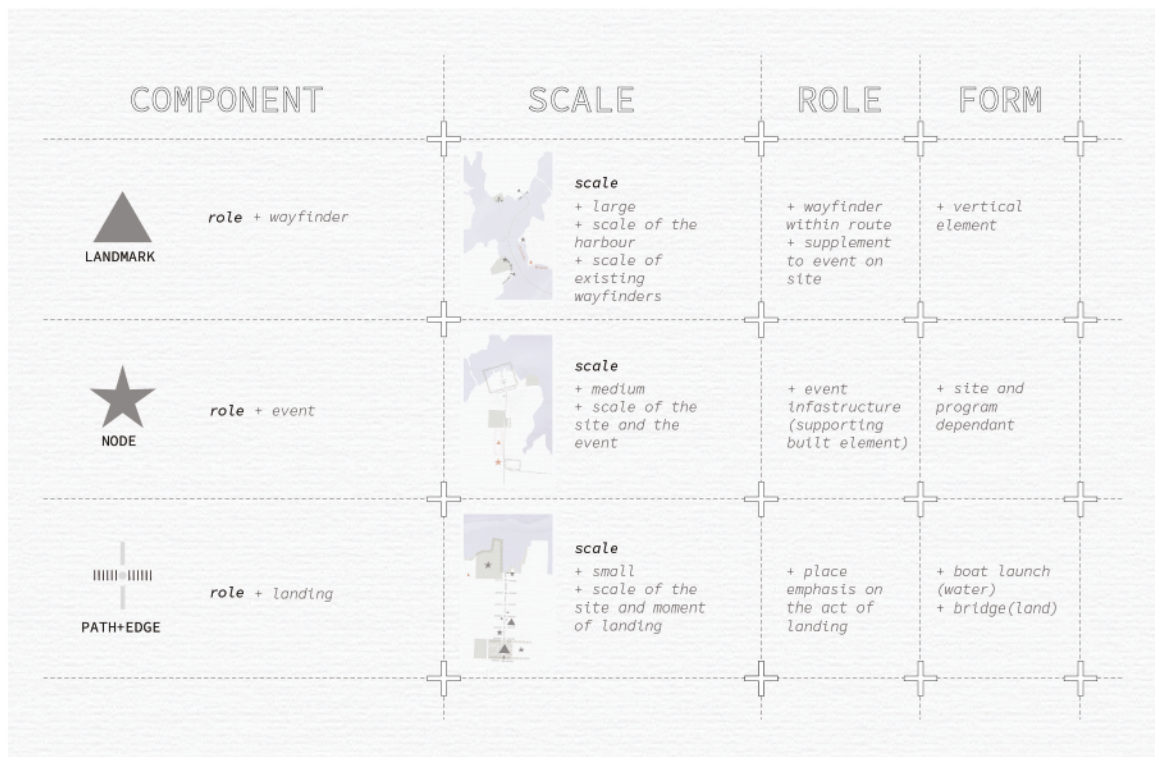 COMPONENT
SCALE
ROLE
FORM
LANDMARK
role + wayfinder
scale
+ large
+ scale of the
harbour
+ scale of
existing
wayfinders
+ wayfinder
within route
+ supplement
to event on
site
+ vertical
element
NODE
role + event
scale
+ medium
+ scale of the
site and the
event
+ event
infastructure
(supporting
built element)
+ site and
program
dependant
PATH+EDGE
role + landing
scale
+ small
+ scale of the
site and moment
of landing
+ place
emphasis on
the act of
landing
+ boat launch
(water)
+ bridge(land)